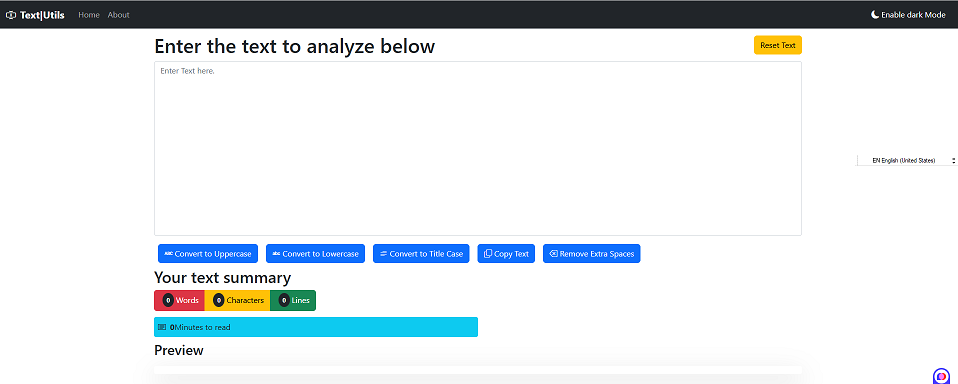 Text|Utils Home About Enable dark Mode
Enter the text to analyze below Reset Text
Enter Text here.
EN English (United States)
ABC Convert to Uppercase abc Convert to Lowercase Convert to Title Case Copy Text Remove Extra Spaces
Your text summary
0 Words 0 Characters 0 Lines
0Minutes to read
Preview